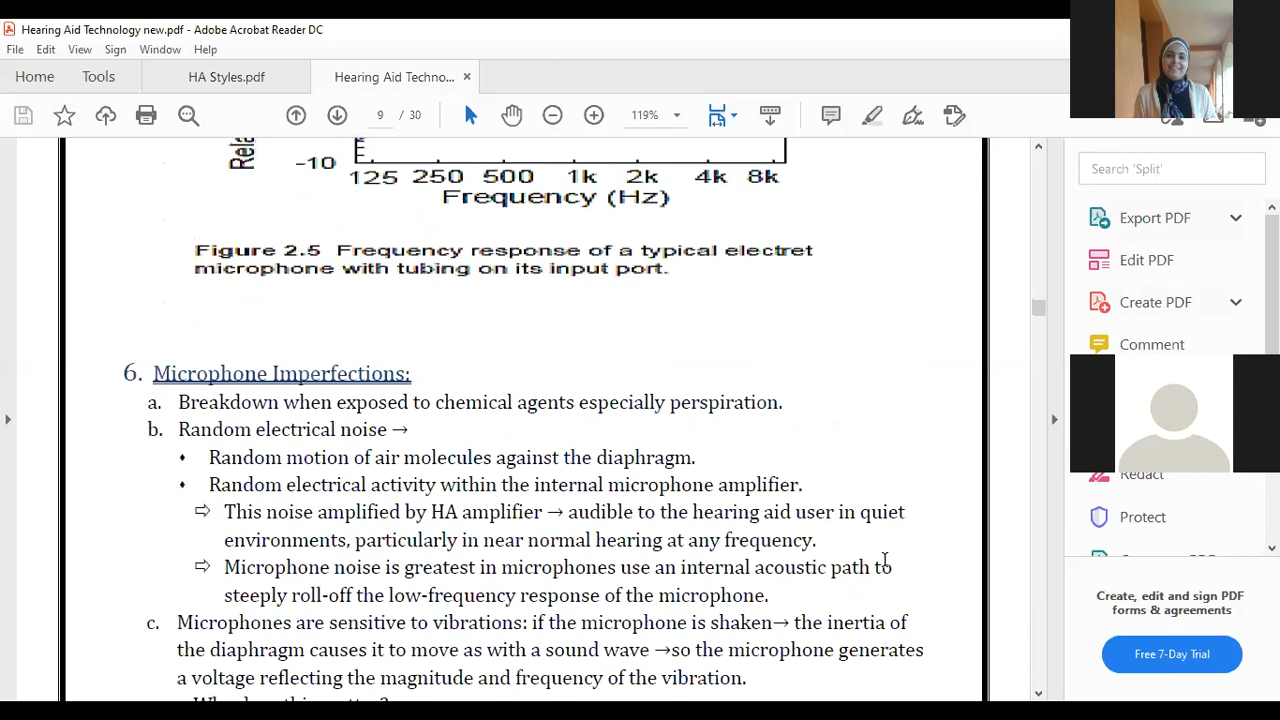 Hearing Aid Technology new.pdf - Adobe Acrobat Reader DC
File Edit View Sign Window Help
Home Tools HA Styles.pdf Hearing Aid Techno... ×
9 / 30 119%
Rela
-10
125 250 500 1k 2k 4k 8k
Frequency (Hz)
Figure 2.5 Frequency response of a typical electret
microphone with tubing on its input port.
6. Microphone Imperfections:
a. Breakdown when exposed to chemical agents especially perspiration.
b. Random electrical noise →
⬧ Random motion of air molecules against the diaphragm.
⬧ Random electrical activity within the internal microphone amplifier.
⇨ This noise amplified by HA amplifier → audible to the hearing aid user in quiet
environments, particularly in near normal hearing at any frequency.
⇨ Microphone noise is greatest in microphones use an internal acoustic path to
steeply roll-off the low-frequency response of the microphone.
c. Microphones are sensitive to vibrations: if the microphone is shaken→ the inertia of
the diaphragm causes it to move as with a sound wave →so the microphone generates
a voltage reflecting the magnitude and frequency of the vibration.
Search 'Split'
Export PDF
Edit PDF
Create PDF
Comment
Redact
Protect
Create, edit and sign PDF
forms & agreements
Free 7-Day Trial